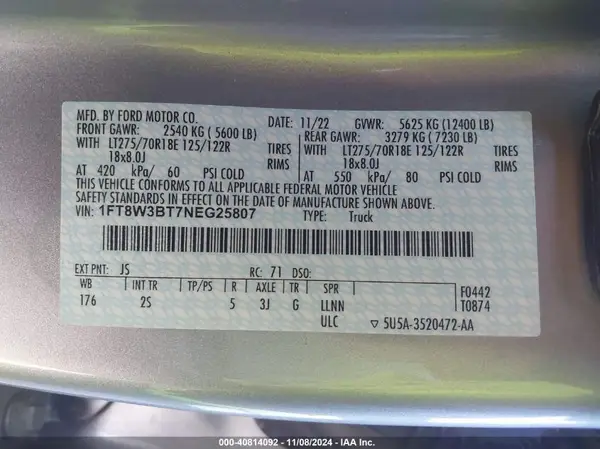 MFD. BY FORD MOTOR CO. 11/22 GVWR: 5625 KG (12400 LB)
FRONT GAWR: 2540 KG (5600 LB) REAR GAWR: 3279 KG (7230 LB)
WITH LT275/70R18E 125/122R TIRES WITH LT275/70R18E 125/122R TIRES
18x8.0J RIMS 18x8.0J RIMS
AT 420 kPa/ 60 PSI COLD AT 550 kPa/ 80 PSI COLD
THIS VEHICLE CONFORMS TO ALL APPLICABLE FEDERAL MOTOR VEHICLE
SAFETY STANDARDS IN EFFECT ON THE DATE OF MANUFACTURE SHOWN ABOVE.
VIN: 1FT8W3BT7NEG25807 TYPE: Truck
EXT PNT: JS RC: 71 DSO:
WB INT TR TP/PS R AXLE TR SPR F0442
176 2S 5 3J G LLNN T0874
ULC ▽ 5U5A-3520472-AA
000-40814092 - 11/08/2024 - IAA Inc.